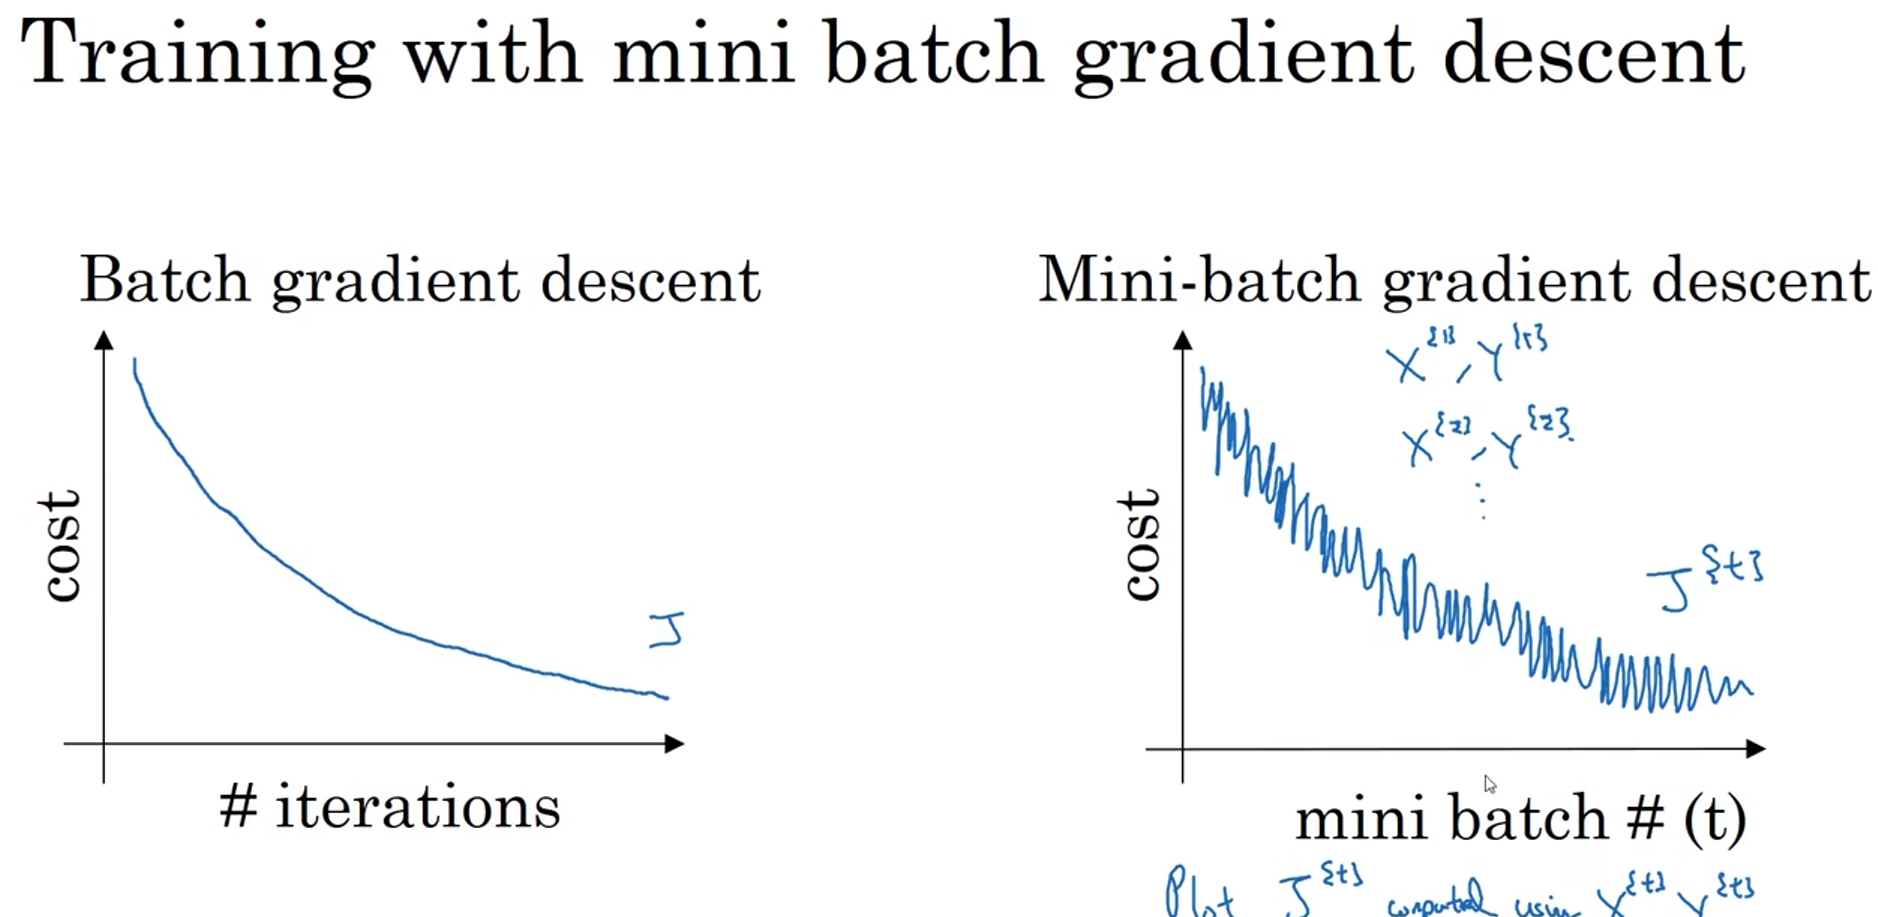 Training with mini batch gradient descent
Batch gradient descent
cost
J
# iterations
Mini-batch gradient descent
X^{1}, Y^{1}
X^{2}, Y^{2}
⋮
cost
J^{t}
mini batch # (t)
Plot J^{t} computed using X^{t} Y^{t}